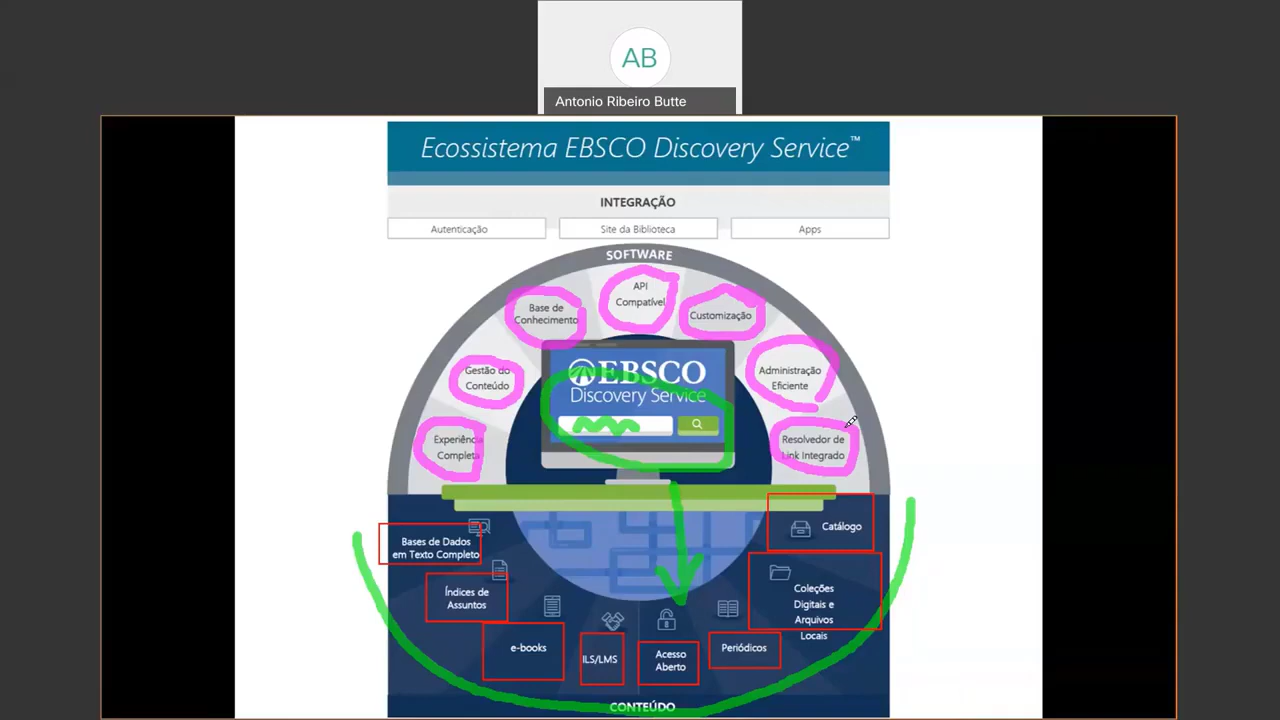 AB
Antonio Ribeiro Butte
Ecossistema EBSCO Discovery Service™
INTEGRAÇÃO
Autenticação
Site da Biblioteca
Apps
SOFTWARE
API
Compatível
Base de
Conhecimento
Customização
Gestão do
Conteúdo
EBSCO
Discovery Service
Administração
Eficiente
Experiência
Completa
Resolvedor de
Link Integrado
Catálogo
Bases de Dados
em Texto Completo
Índices de
Assuntos
Coleções
Digitais e
Arquivos
Locais
e-books
ILS/LMS
Acesso
Aberto
Periódicos
CONTEÚDO